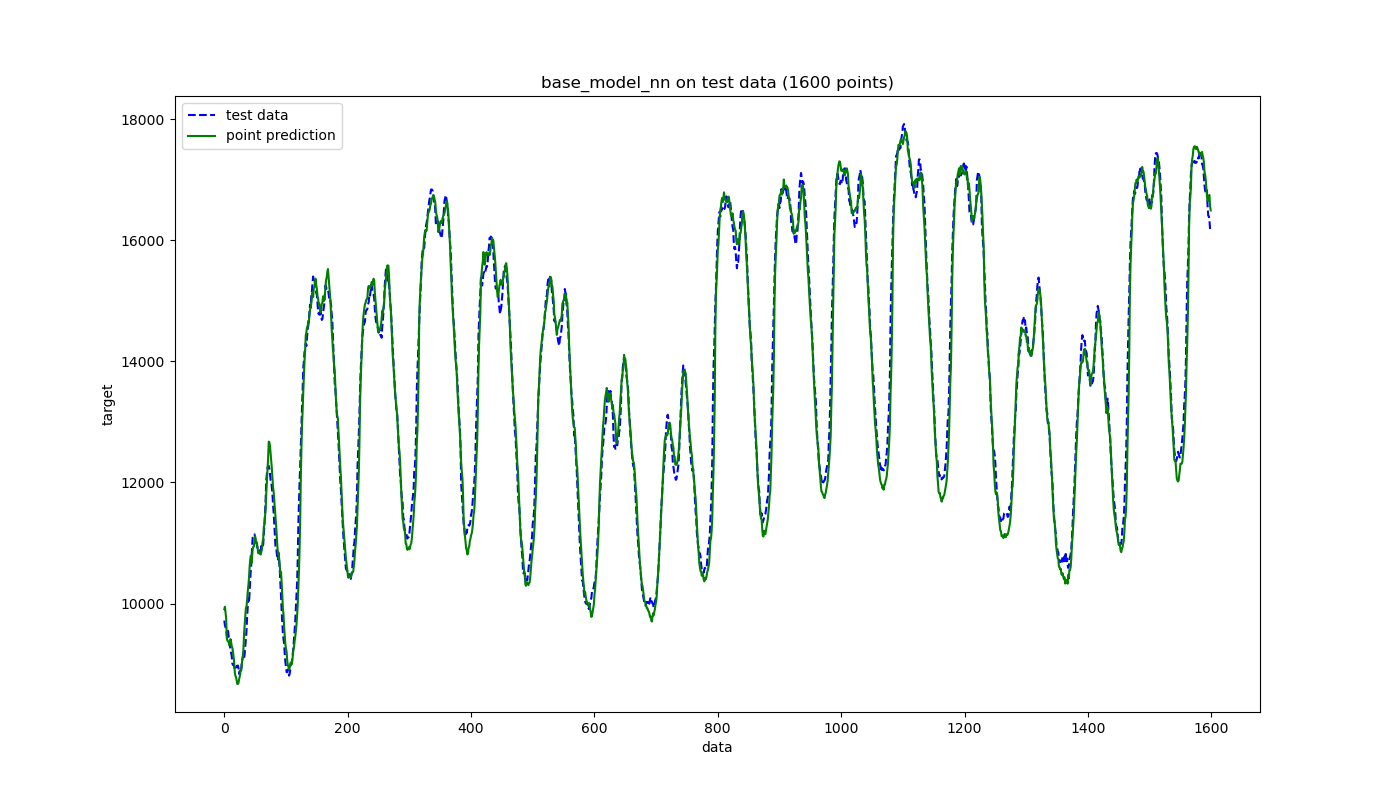 base_model_nn on test data (1600 points)
test data
point prediction
18000
16000
14000
12000
10000
target
0 200 400 600 800 1000 1200 1400 1600
data